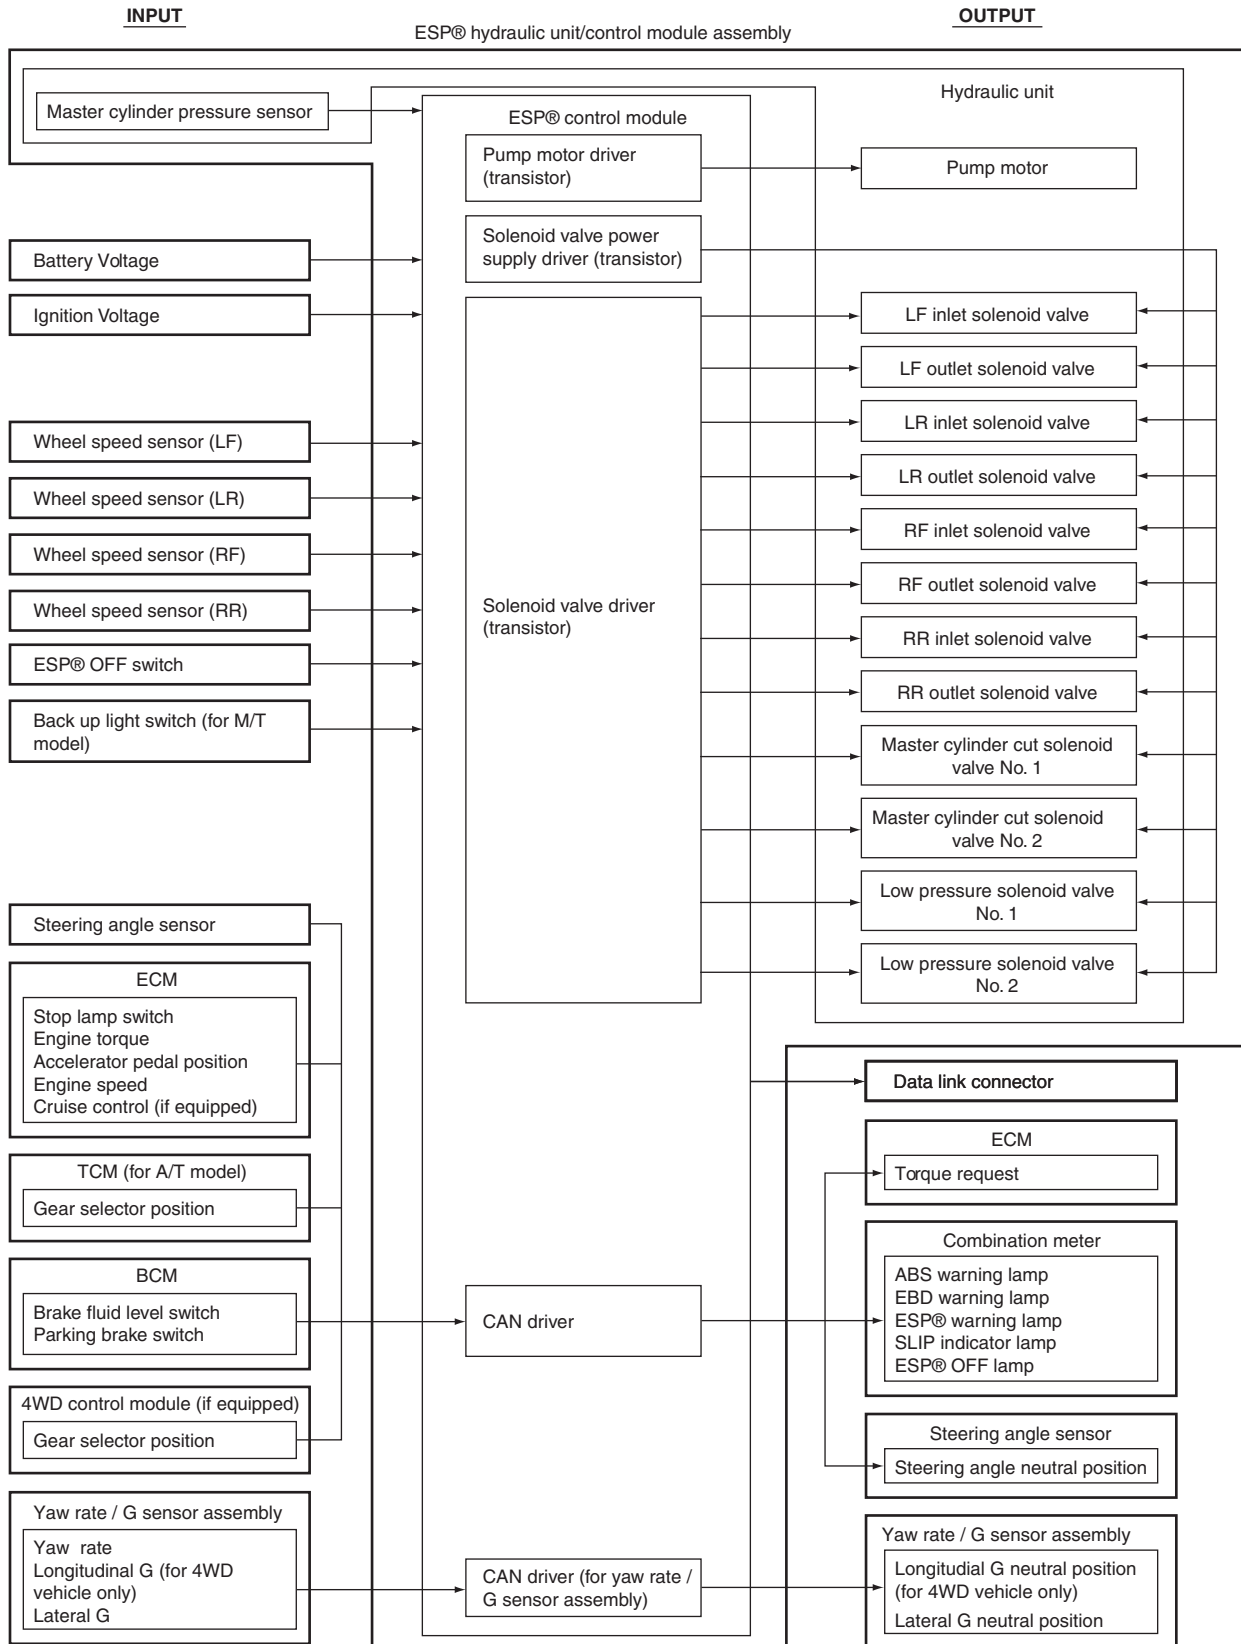 INPUT
OUTPUT
ESP® hydraulic unit/control module assembly
Hydraulic unit
Master cylinder pressure sensor
ESP® control module
Pump motor driver
(transistor)
Pump motor
Solenoid valve power
supply driver (transistor)
Battery Voltage
Ignition Voltage
Wheel speed sensor (LF)
Wheel speed sensor (LR)
Wheel speed sensor (RF)
Wheel speed sensor (RR)
ESP® OFF switch
Back up light switch (for M/T
model)
Solenoid valve driver
(transistor)
LF inlet solenoid valve
LF outlet solenoid valve
LR inlet solenoid valve
LR outlet solenoid valve
RF inlet solenoid valve
RF outlet solenoid valve
RR inlet solenoid valve
RR outlet solenoid valve
Master cylinder cut solenoid
valve No. 1
Master cylinder cut solenoid
valve No. 2
Low pressure solenoid valve
No. 1
Low pressure solenoid valve
No. 2
Steering angle sensor
ECM
Stop lamp switch
Engine torque
Accelerator pedal position
Engine speed
Cruise control (if equipped)
TCM (for A/T model)
Gear selector position
BCM
Brake fluid level switch
Parking brake switch
4WD control module (if equipped)
Gear selector position
CAN driver
Data link connector
ECM
Torque request
Combination meter
ABS warning lamp
EBD warning lamp
ESP® warning lamp
SLIP indicator lamp
ESP® OFF lamp
Steering angle sensor
Steering angle neutral position
Yaw rate / G sensor assembly
Yaw rate
Longitudinal G (for 4WD
vehicle only)
Lateral G
CAN driver (for yaw rate /
G sensor assembly)
Yaw rate / G sensor assembly
Longitudial G neutral position
(for 4WD vehicle only)
Lateral G neutral position